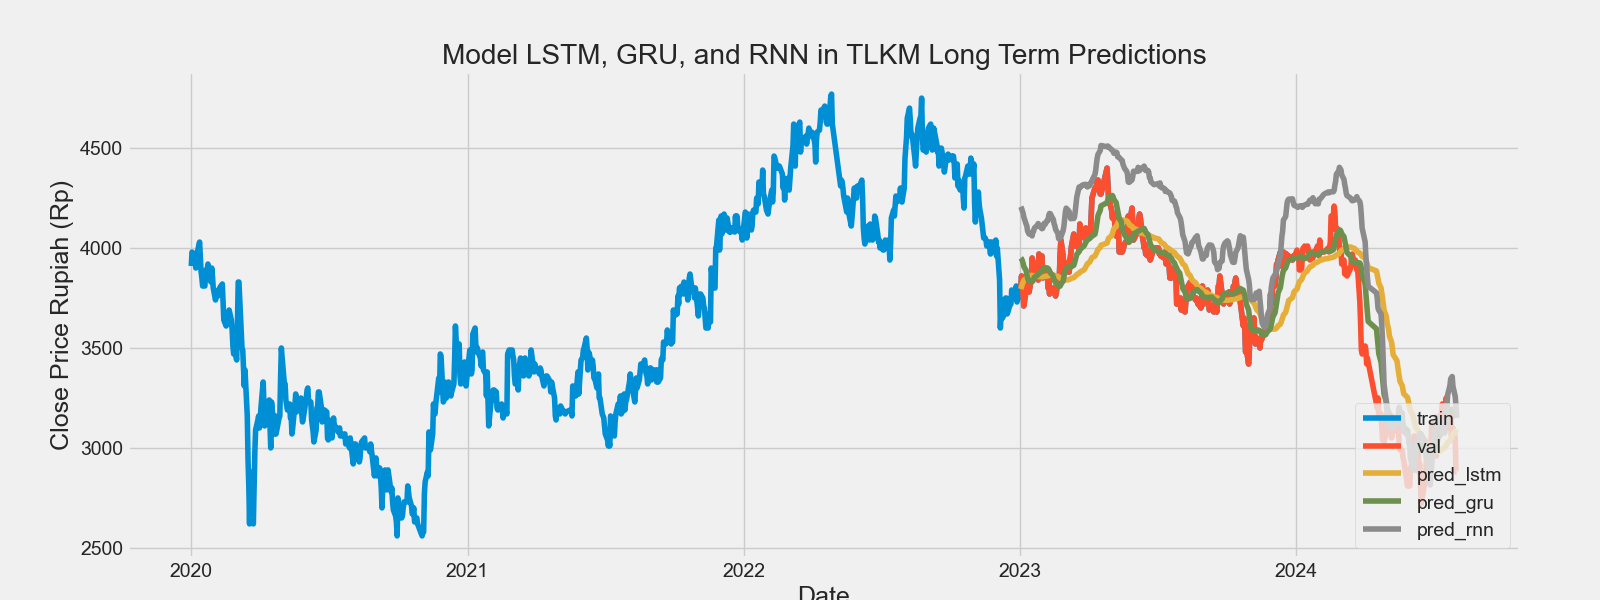 Model LSTM, GRU, and RNN in TLKM Long Term Predictions
Close Price Rupiah (Rp)
4500
4000
3500
3000
2500
2020
2021
2022
2023
2024
Date
train
val
pred_lstm
pred_gru
pred_rnn